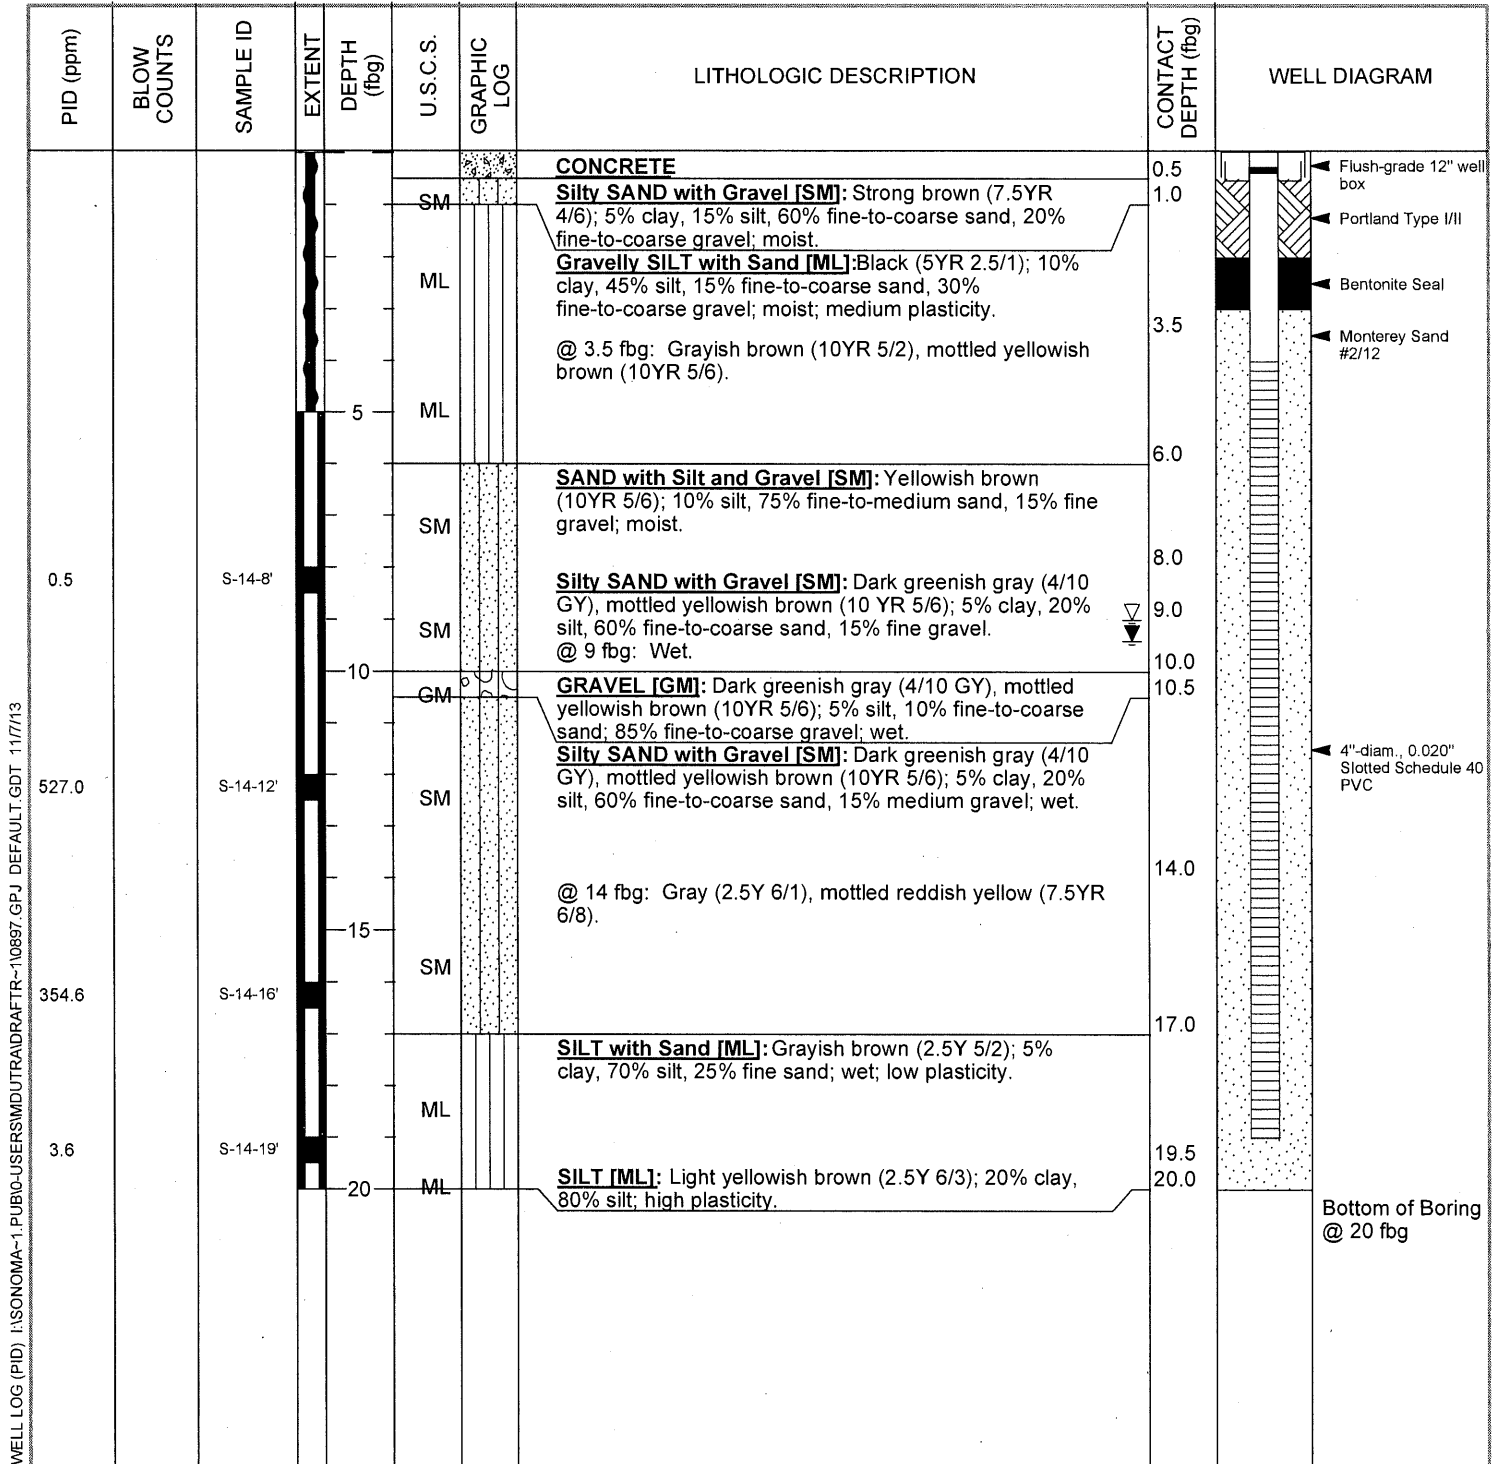 PID (ppm)
BLOW
COUNTS
SAMPLE ID
EXTENT
DEPTH
(fbg)
U.S.C.S.
GRAPHIC
LOG
LITHOLOGIC DESCRIPTION
CONTACT
DEPTH (fbg)
WELL DIAGRAM
CONCRETE
0.5
Flush-grade 12" well
box
SM
Silty SAND with Gravel [SM]: Strong brown (7.5YR
4/6); 5% clay, 15% silt, 60% fine-to-coarse sand, 20%
fine-to-coarse gravel; moist.
1.0
Portland Type I/II
ML
Gravelly SILT with Sand [ML]:Black (5YR 2.5/1); 10%
clay, 45% silt, 15% fine-to-coarse sand, 30%
fine-to-coarse gravel; moist; medium plasticity.
Bentonite Seal
3.5
Monterey Sand
#2/12
@ 3.5 fbg: Grayish brown (10YR 5/2), mottled yellowish
brown (10YR 5/6).
5
ML
6.0
SAND with Silt and Gravel [SM]: Yellowish brown
(10YR 5/6); 10% silt, 75% fine-to-medium sand, 15% fine
gravel; moist.
SM
8.0
0.5
S-14-8'
Silty SAND with Gravel [SM]: Dark greenish gray (4/10
GY), mottled yellowish brown (10 YR 5/6); 5% clay, 20%
silt, 60% fine-to-coarse sand, 15% fine gravel.
@ 9 fbg: Wet.
SM
9.0
10
10.0
GM
GRAVEL [GM]: Dark greenish gray (4/10 GY), mottled
yellowish brown (10YR 5/6); 5% silt, 10% fine-to-coarse
sand; 85% fine-to-coarse gravel; wet.
10.5
Silty SAND with Gravel [SM]: Dark greenish gray (4/10
GY), mottled yellowish brown (10YR 5/6); 5% clay, 20%
silt, 60% fine-to-coarse sand, 15% medium gravel; wet.
4"-diam., 0.020"
Slotted Schedule 40
PVC
527.0
S-14-12'
SM
14.0
@ 14 fbg: Gray (2.5Y 6/1), mottled reddish yellow (7.5YR
6/8).
15
SM
354.6
S-14-16'
17.0
SILT with Sand [ML]: Grayish brown (2.5Y 5/2); 5%
clay, 70% silt, 25% fine sand; wet; low plasticity.
ML
3.6
S-14-19'
19.5
20
ML
SILT [ML]: Light yellowish brown (2.5Y 6/3); 20% clay,
80% silt; high plasticity.
20.0
Bottom of Boring
@ 20 fbg
WELL LOG (PID) I:\SONOMA~1.PUB\0-USERS\MDUTRA\DRAFTR~1\0897.GPJ DEFAULT.GDT 11/7/13